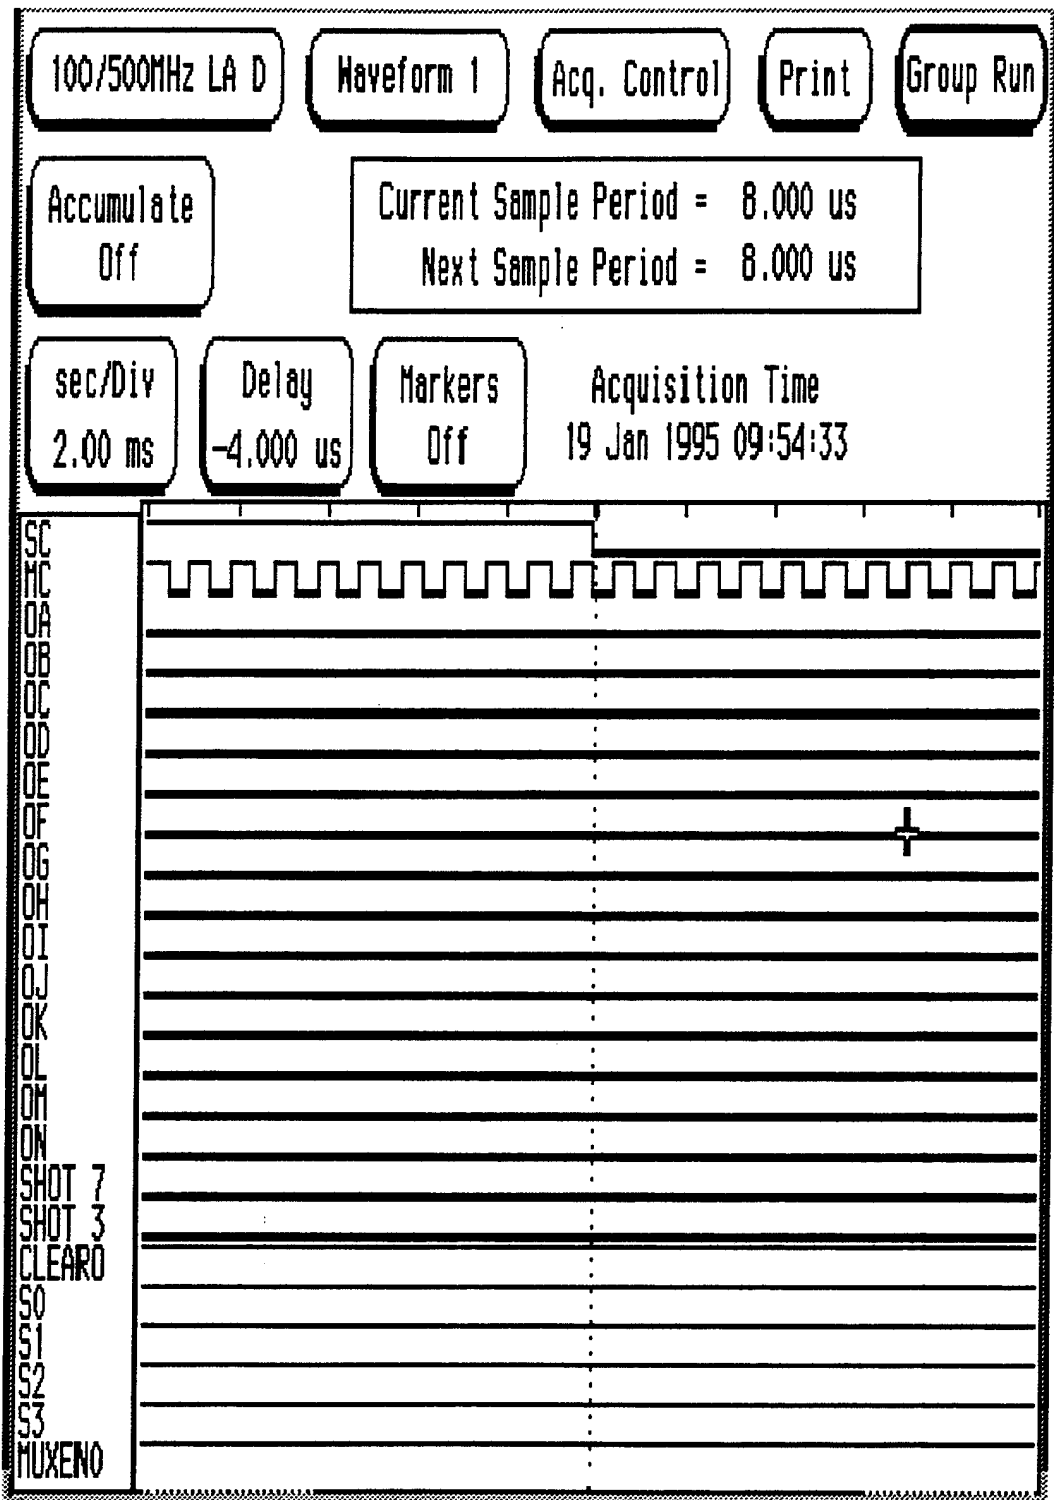 100/500MHz LA D Waveform 1 Acq. Control Print Group Run
Accumulate
Off
Current Sample Period = 8.000 us
Next Sample Period = 8.000 us
sec/Div
2.00 ms
Delay
-4.000 us
Markers
Off
Acquisition Time
19 Jan 1995 09:54:33
SC
MC
OA
OB
OC
OD
OE
OF
OG
OH
OI
OJ
OK
OL
OM
ON
SHOT 7
SHOT 3
CLEARO
S0
S1
S2
S3
MUXENO